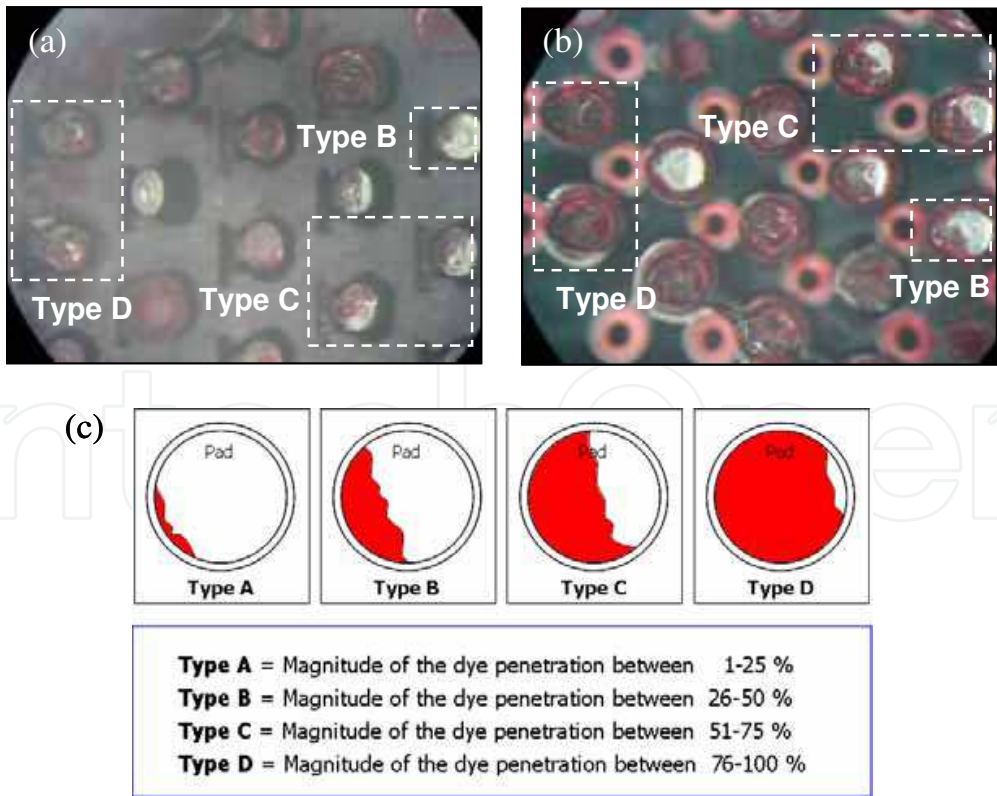 (a)
Type B
Type D
Type C
(b)
Type C
Type D
Type B
(c)
Pad
Type A
Pad
Type B
Pad
Type C
Pad
Type D
Type A = Magnitude of the dye penetration between 1-25 %
Type B = Magnitude of the dye penetration between 26-50 %
Type C = Magnitude of the dye penetration between 51-75 %
Type D = Magnitude of the dye penetration between 76-100 %